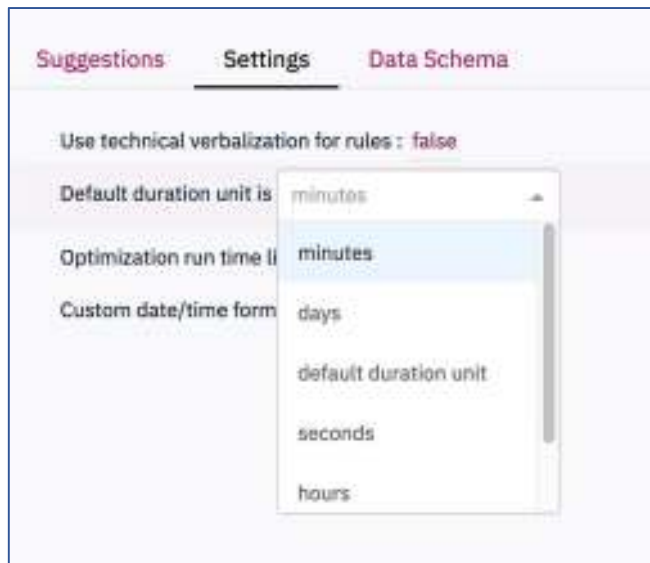 Suggestions Settings Data Schema
Use technical verbalization for rules : false
Default duration unit is minutes
Optimization run time li
minutes
Custom date/time form
days
default duration unit
seconds
hours